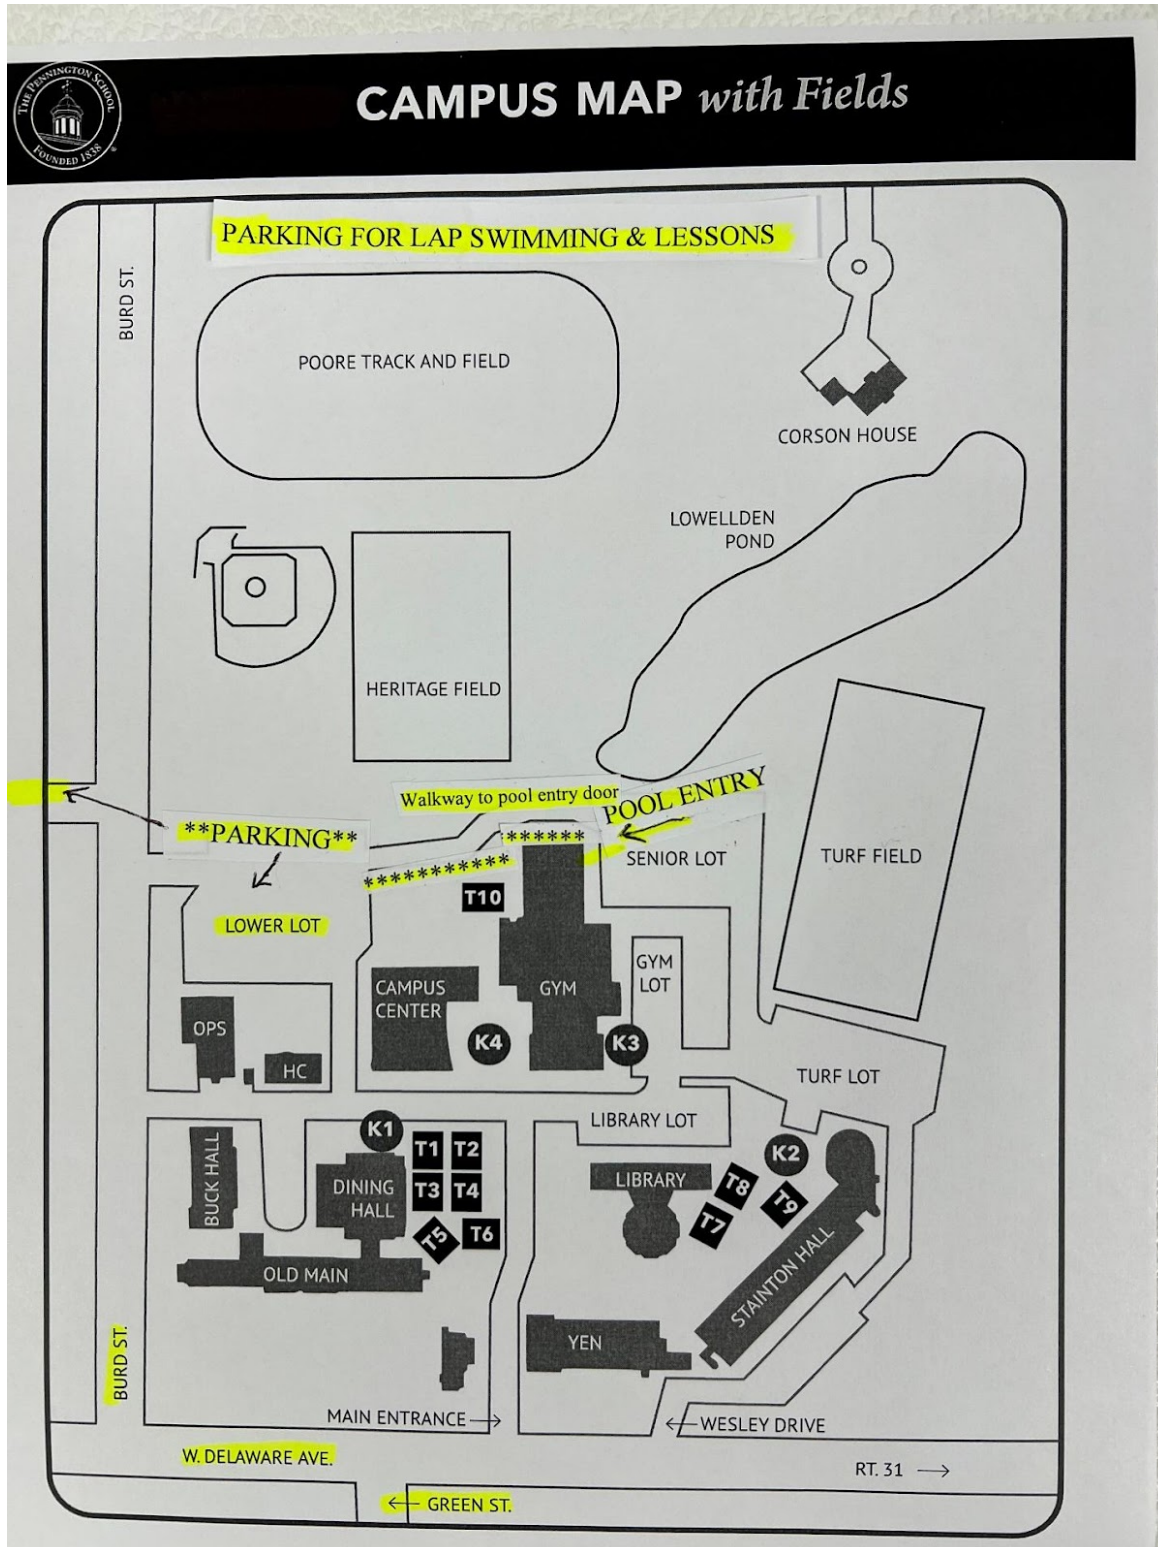 THE PENNINGTON SCHOOL
FOUNDED 1838
CAMPUS MAP with Fields
PARKING FOR LAP SWIMMING & LESSONS
BURD ST.
POORE TRACK AND FIELD
CORSON HOUSE
LOWELLDEN
POND
HERITAGE FIELD
Walkway to pool entry door
POOL ENTRY
**PARKING**
******
***********
SENIOR LOT
TURF FIELD
T10
LOWER LOT
GYM
LOT
CAMPUS
CENTER
GYM
OPS
K4
K3
HC
TURF LOT
LIBRARY LOT
K1
T1
T2
K2
BUCK HALL
DINING
HALL
T3
T4
LIBRARY
T8
T9
T5
T6
T7
OLD MAIN
STAINTON HALL
YEN
BURD ST.
MAIN ENTRANCE →
← WESLEY DRIVE
W. DELAWARE AVE.
RT. 31 →
← GREEN ST.